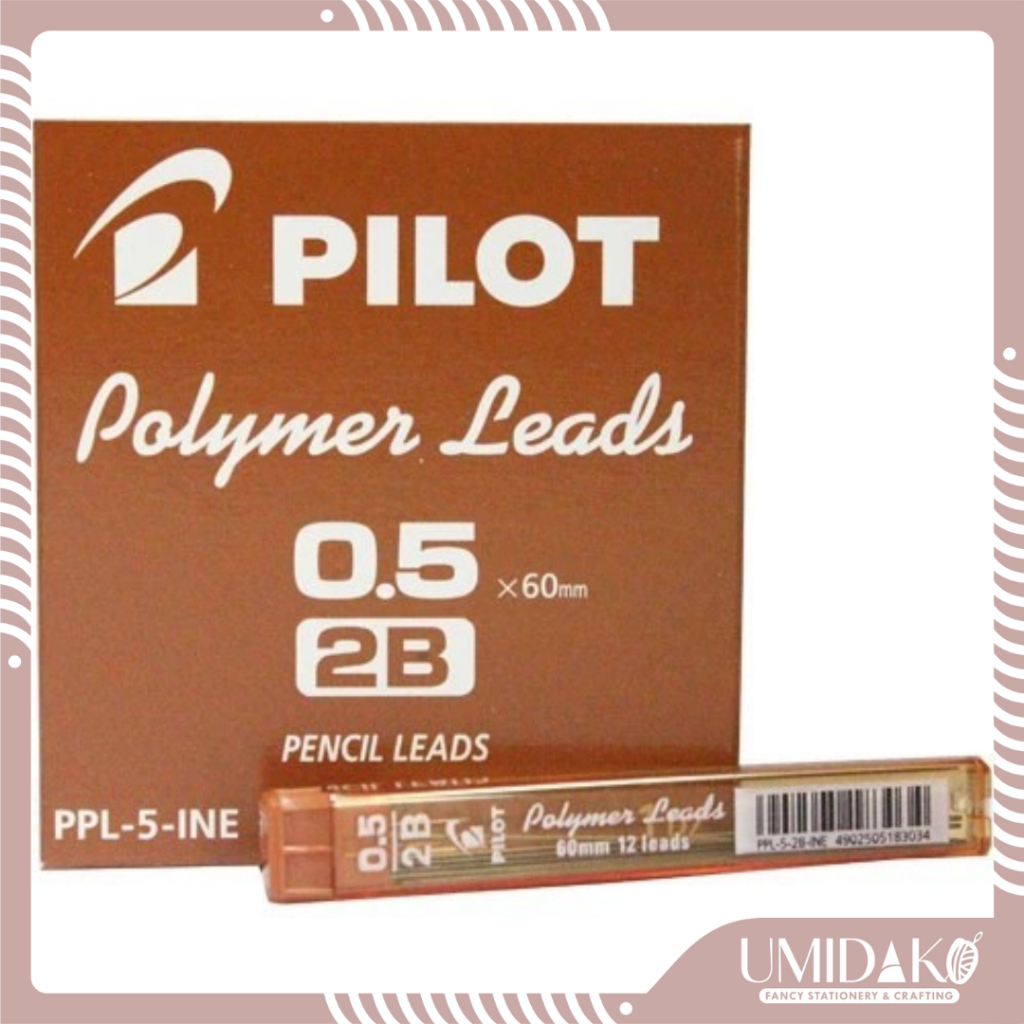 PILOT
Polymer Leads
0.5 ×60mm
2B
PENCIL LEADS
PPL-5-INE
0.5
2B
PILOT
Polymer Leads
60mm 12 leads
PPL-5-2B-INE 4902505183034
UMIDAKO
FANCY STATIONERY & CRAFTING